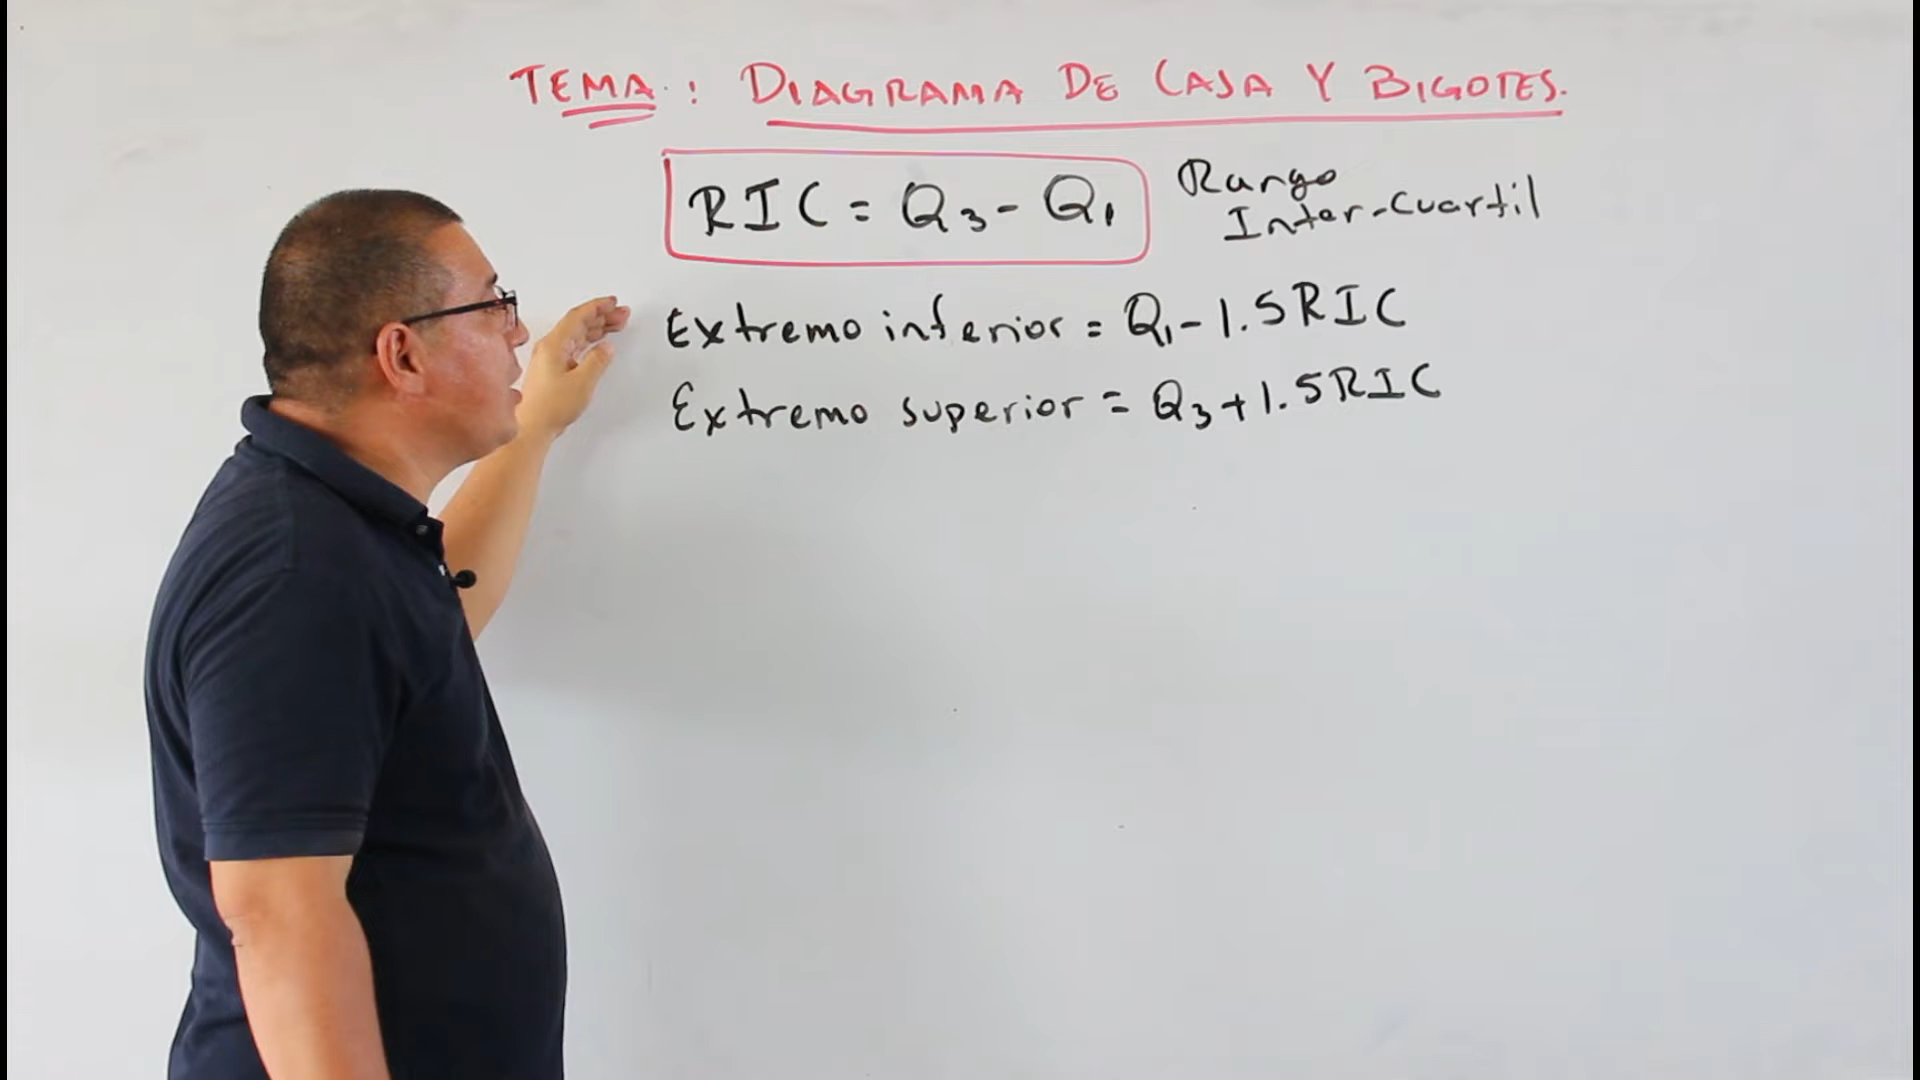 TEMA: DIAGRAMA DE CAJA Y BIGOTES.
RIC = Q3 - Q1
Rango
Inter-Cuartil
Extremo inferior = Q1 - 1.5 RIC
Extremo superior = Q3 + 1.5 RIC